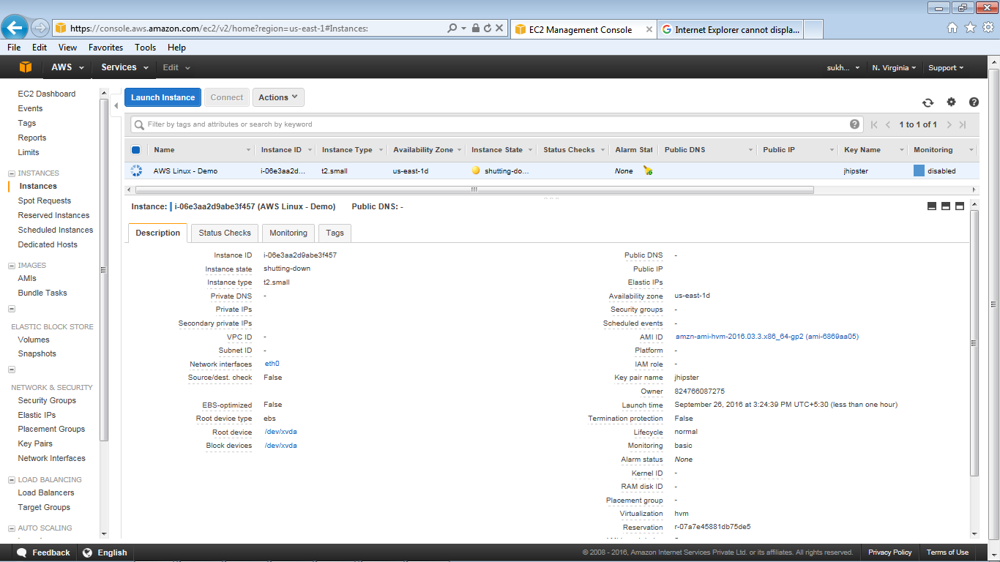 https://console.aws.amazon.com/ec2/v2/home?region=us-east-1#Instances:
EC2 Management Console
Internet Explorer cannot displa...
File Edit View Favorites Tools Help
AWS Services Edit sukh... N. Virginia Support
EC2 Dashboard
Events
Tags
Reports
Limits
INSTANCES
Instances
Spot Requests
Reserved Instances
Scheduled Instances
Dedicated Hosts
IMAGES
AMIs
Bundle Tasks
ELASTIC BLOCK STORE
Volumes
Snapshots
NETWORK & SECURITY
Security Groups
Elastic IPs
Placement Groups
Key Pairs
Network Interfaces
LOAD BALANCING
Load Balancers
Target Groups
AUTO SCALING
Launch Instance Connect Actions
Filter by tags and attributes or search by keyword
1 to 1 of 1
Name Instance ID Instance Type Availability Zone Instance State Status Checks Alarm Stat Public DNS Public IP Key Name Monitoring
AWS Linux - Demo i-06e3aa2d... t2.small us-east-1d shutting-do... None jhipster disabled
Instance: i-06e3aa2d9abe3f457 (AWS Linux - Demo) Public DNS: -
Description Status Checks Monitoring Tags
Instance ID i-06e3aa2d9abe3f457
Instance state shutting-down
Instance type t2.small
Private DNS -
Private IPs
Secondary private IPs
VPC ID -
Subnet ID -
Network interfaces eth0
Source/dest. check False
EBS-optimized False
Root device type ebs
Root device /dev/xvda
Block devices /dev/xvda
Public DNS -
Public IP
Elastic IPs
Availability zone us-east-1d
Security groups -
Scheduled events -
AMI ID amzn-ami-hvm-2016.03.3.x86_64-gp2 (ami-6869aa05)
Platform -
IAM role -
Key pair name jhipster
Owner 824766087275
Launch time September 26, 2016 at 3:24:39 PM UTC+5:30 (less than one hour)
Termination protection False
Lifecycle normal
Monitoring basic
Alarm status None
Kernel ID -
RAM disk ID -
Placement group -
Virtualization hvm
Reservation r-07a7e45881db75de5
Feedback English
© 2008 - 2016, Amazon Internet Services Private Ltd. or its affiliates. All rights reserved. Privacy Policy Terms of Use